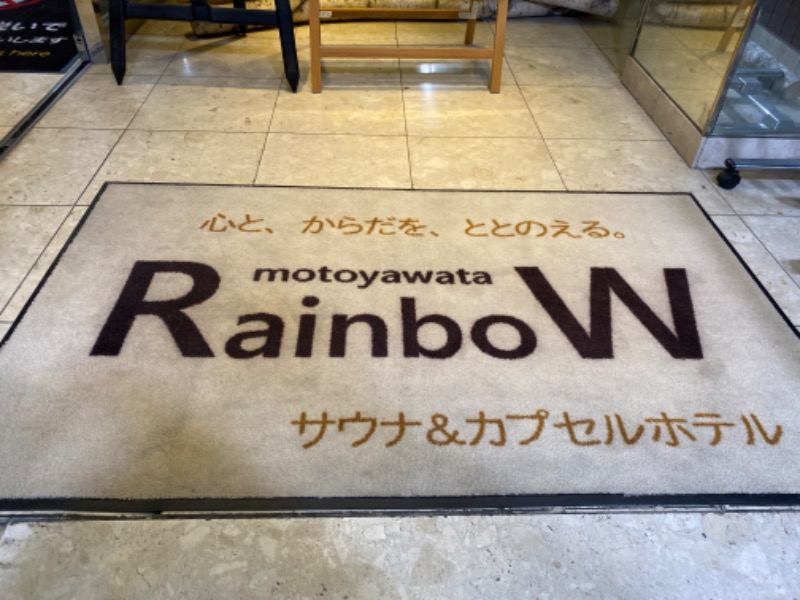 心と、からだを、ととのえる。
motoyawata
RainboW
サウナ&カプセルホテル
here